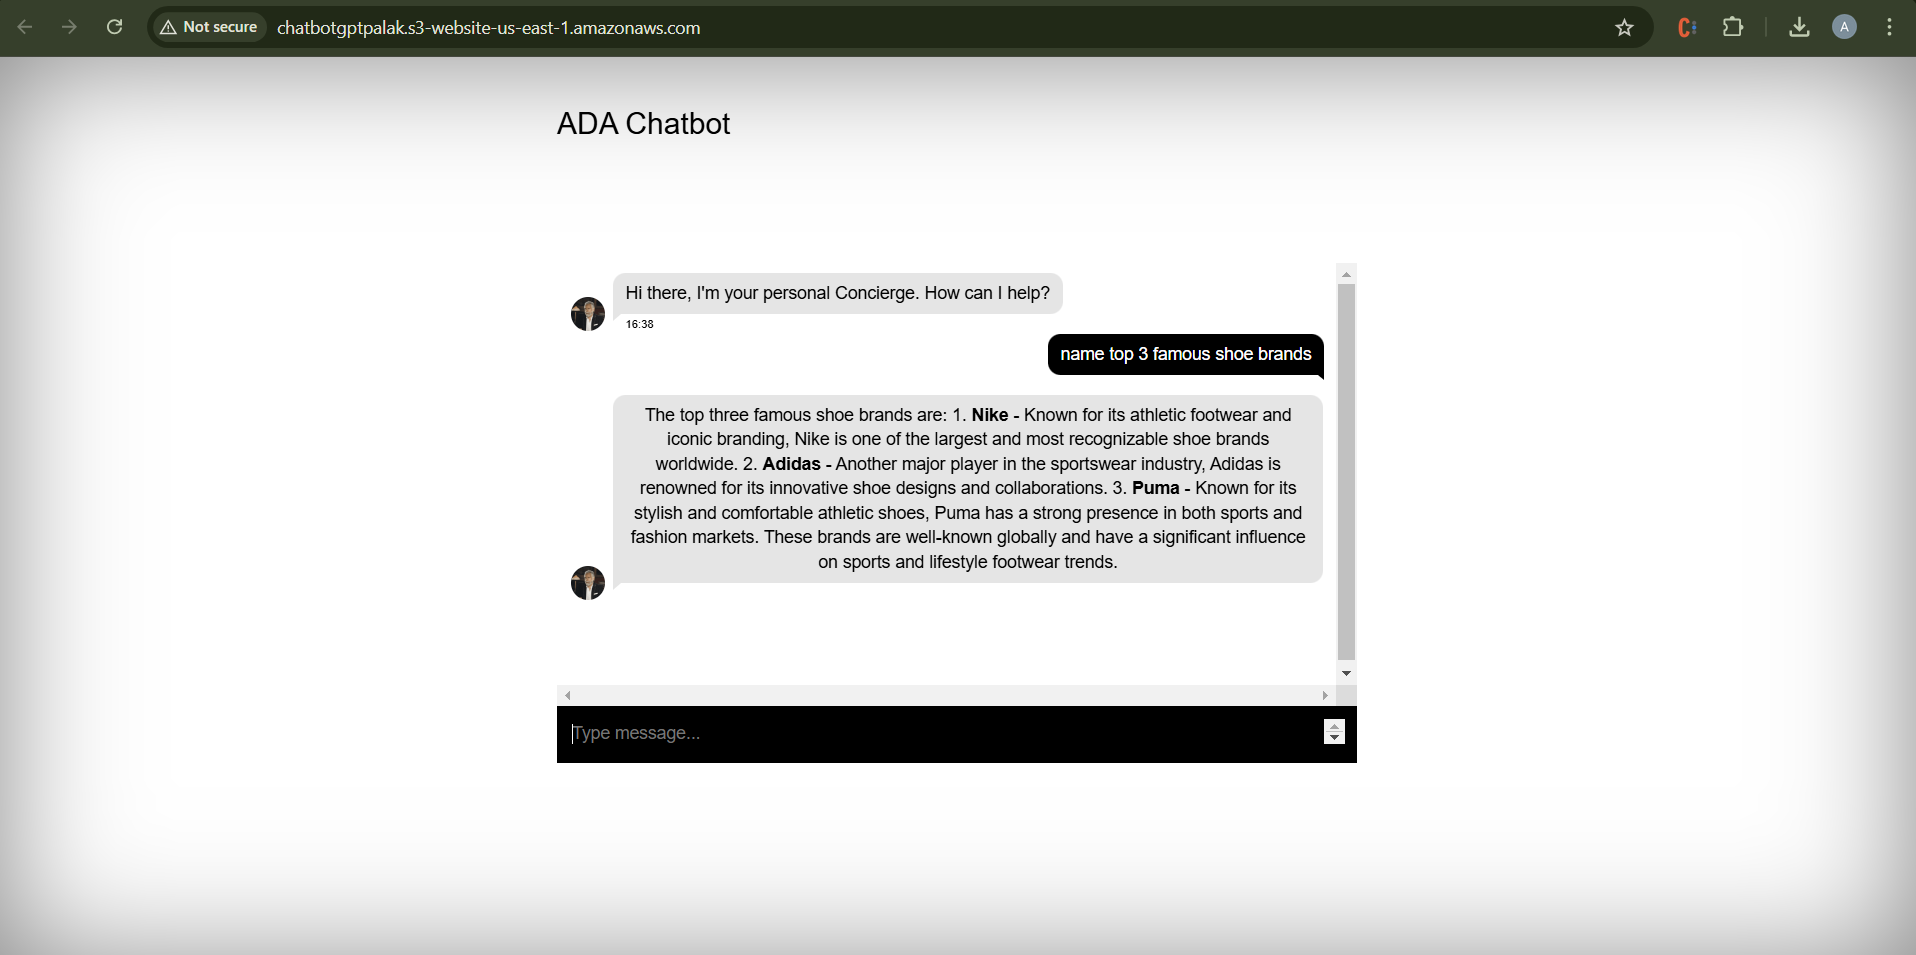 Not secure chatbotgptpalak.s3-website-us-east-1.amazonaws.com
A
ADA Chatbot
Hi there, I'm your personal Concierge. How can I help?
16:38
name top 3 famous shoe brands
The top three famous shoe brands are: 1. Nike - Known for its athletic footwear and
iconic branding, Nike is one of the largest and most recognizable shoe brands
worldwide. 2. Adidas - Another major player in the sportswear industry, Adidas is
renowned for its innovative shoe designs and collaborations. 3. Puma - Known for its
stylish and comfortable athletic shoes, Puma has a strong presence in both sports and
fashion markets. These brands are well-known globally and have a significant influence
on sports and lifestyle footwear trends.
Type message...